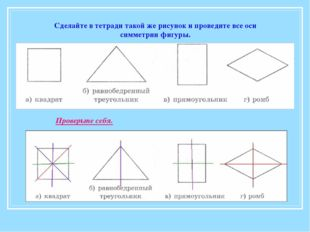 Сделайте в тетради такой же рисунок и проведите все оси
симметрии фигуры.
а) квадрат
б) равнобедренный
треугольник
в) прямоугольник
г) ромб
Проверьте себя.
а) квадрат
б) равнобедренный
треугольник
в) прямоугольник
г) ромб